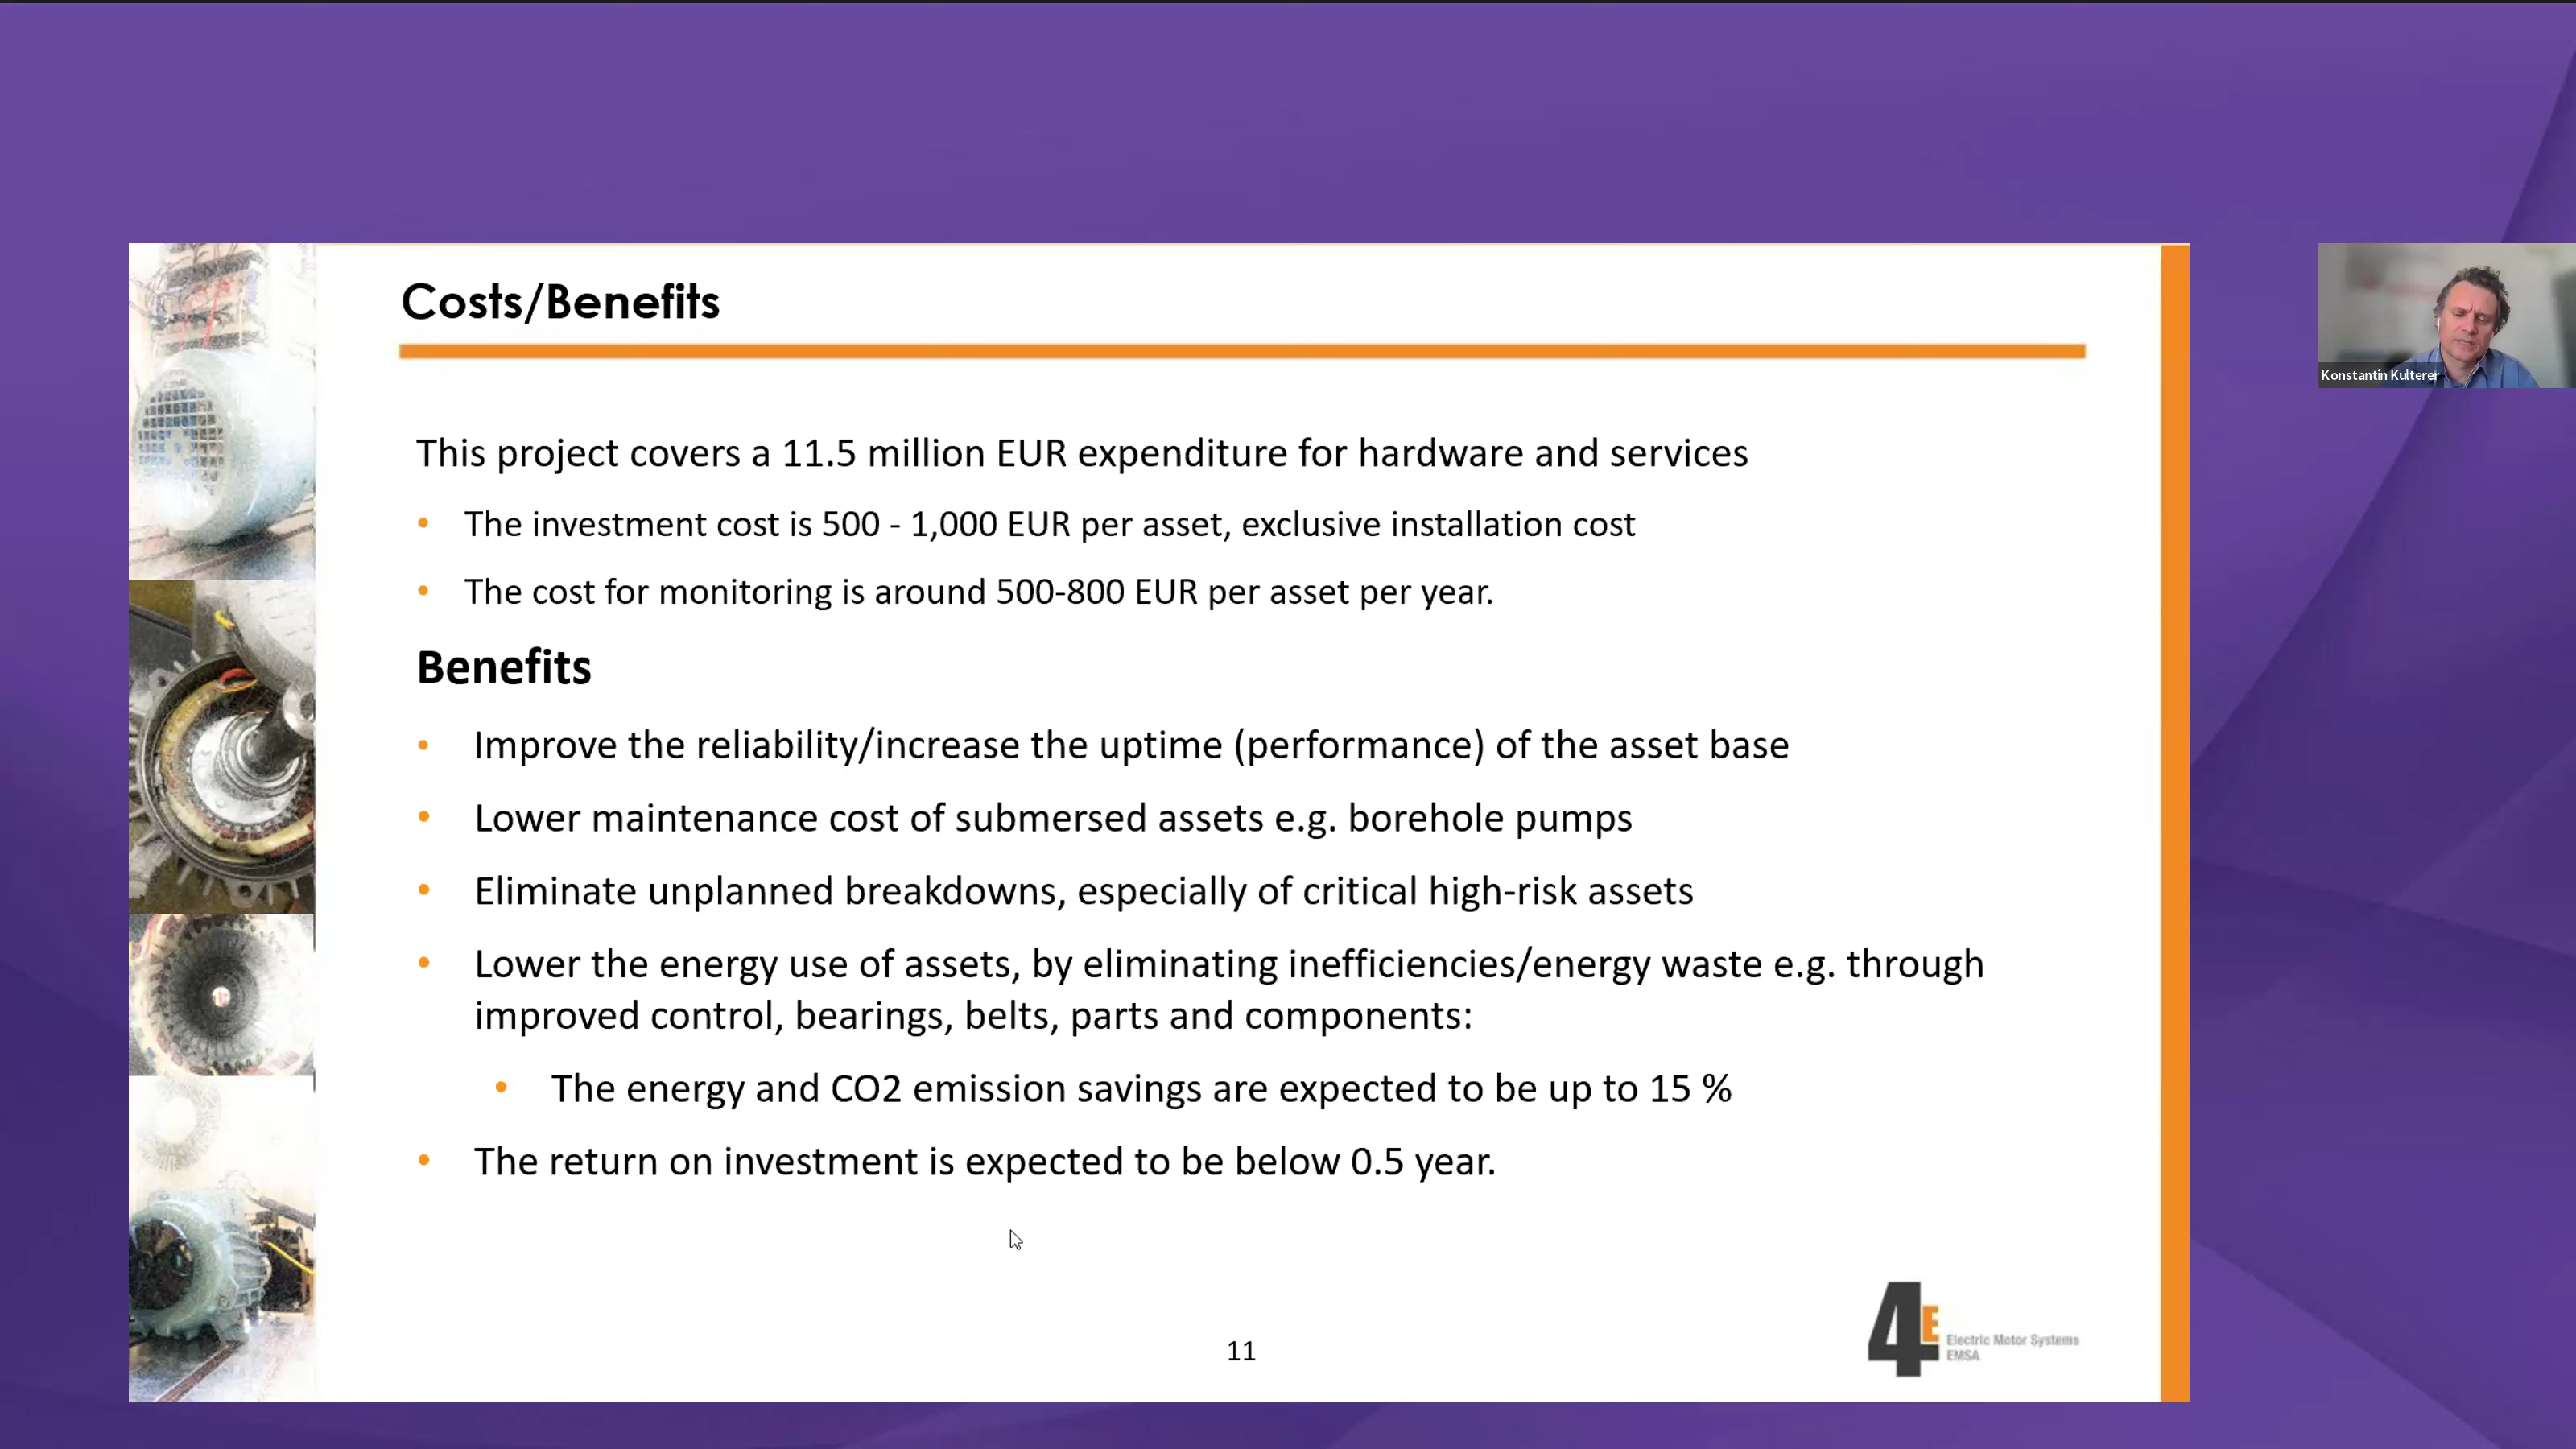 Costs/Benefits
This project covers a 11.5 million EUR expenditure for hardware and services
• The investment cost is 500 - 1,000 EUR per asset, exclusive installation cost
• The cost for monitoring is around 500-800 EUR per asset per year.
Benefits
• Improve the reliability/increase the uptime (performance) of the asset base
• Lower maintenance cost of submersed assets e.g. borehole pumps
• Eliminate unplanned breakdowns, especially of critical high-risk assets
• Lower the energy use of assets, by eliminating inefficiencies/energy waste e.g. through
improved control, bearings, belts, parts and components:
• The energy and CO2 emission savings are expected to be up to 15 %
• The return on investment is expected to be below 0.5 year.
11
4E
Electric Motor Systems
EMSA
Konstantin Kulterer